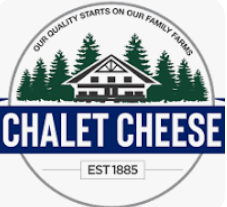 OUR QUALITY STARTS ON OUR FAMILY FARMS
CHALET CHEESE
EST 1885